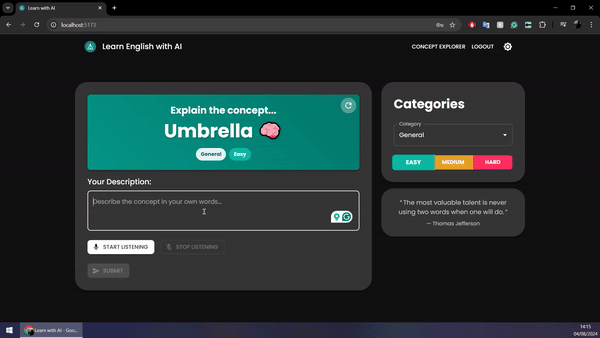 Learn with AI
localhost:5173
Learn English with AI
CONCEPT EXPLORER
LOGOUT
Explain the concept...
Umbrella
General
Easy
Your Description:
Describe the concept in your own words...
START LISTENING
STOP LISTENING
SUBMIT
Categories
Category
General
EASY
MEDIUM
HARD
“ The most valuable talent is never
using two words when one will do. ”
— Thomas Jefferson
Learn with AI - Goo...
14:15
04/08/2024